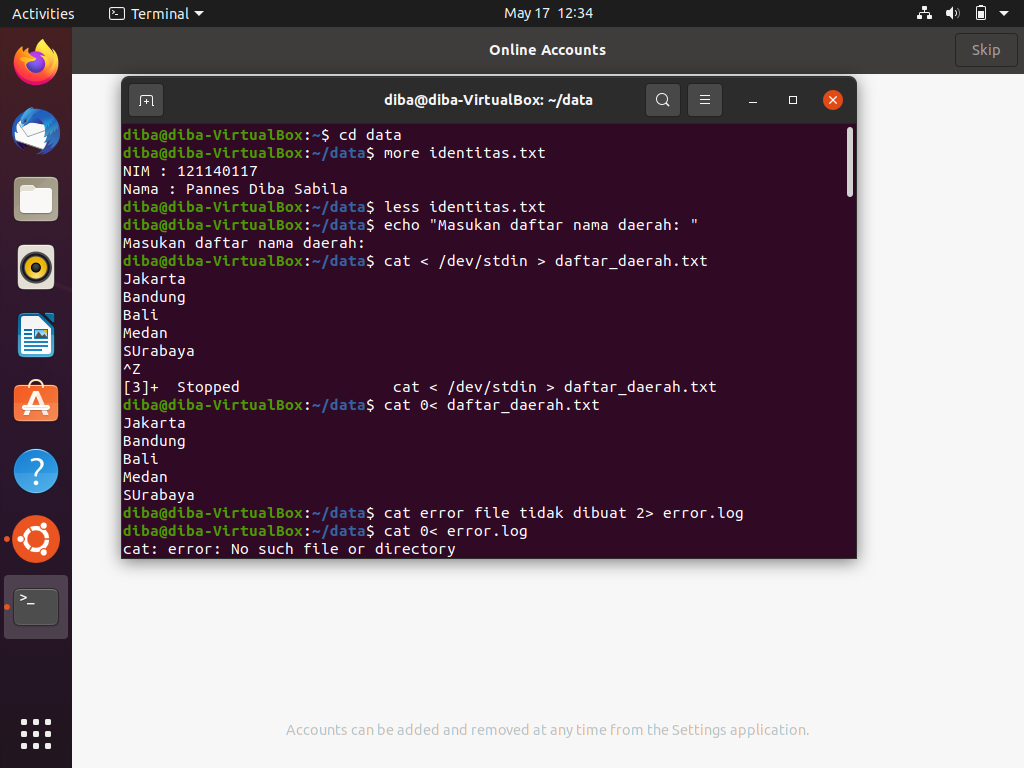 Activities
Terminal
May 17 12:34
Online Accounts
Skip
diba@diba-VirtualBox: ~/data
diba@diba-VirtualBox:~$ cd data
diba@diba-VirtualBox:~/data$ more identitas.txt
NIM : 121140117
Nama : Pannes Diba Sabila
diba@diba-VirtualBox:~/data$ less identitas.txt
diba@diba-VirtualBox:~/data$ echo "Masukan daftar nama daerah: "
Masukan daftar nama daerah:
diba@diba-VirtualBox:~/data$ cat < /dev/stdin > daftar_daerah.txt
Jakarta
Bandung
Bali
Medan
SUrabaya
^Z
[3]+  Stopped                 cat < /dev/stdin > daftar_daerah.txt
diba@diba-VirtualBox:~/data$ cat 0< daftar_daerah.txt
Jakarta
Bandung
Bali
Medan
SUrabaya
diba@diba-VirtualBox:~/data$ cat error file tidak dibuat 2> error.log
diba@diba-VirtualBox:~/data$ cat 0< error.log
cat: error: No such file or directory
Accounts can be added and removed at any time from the Settings application.